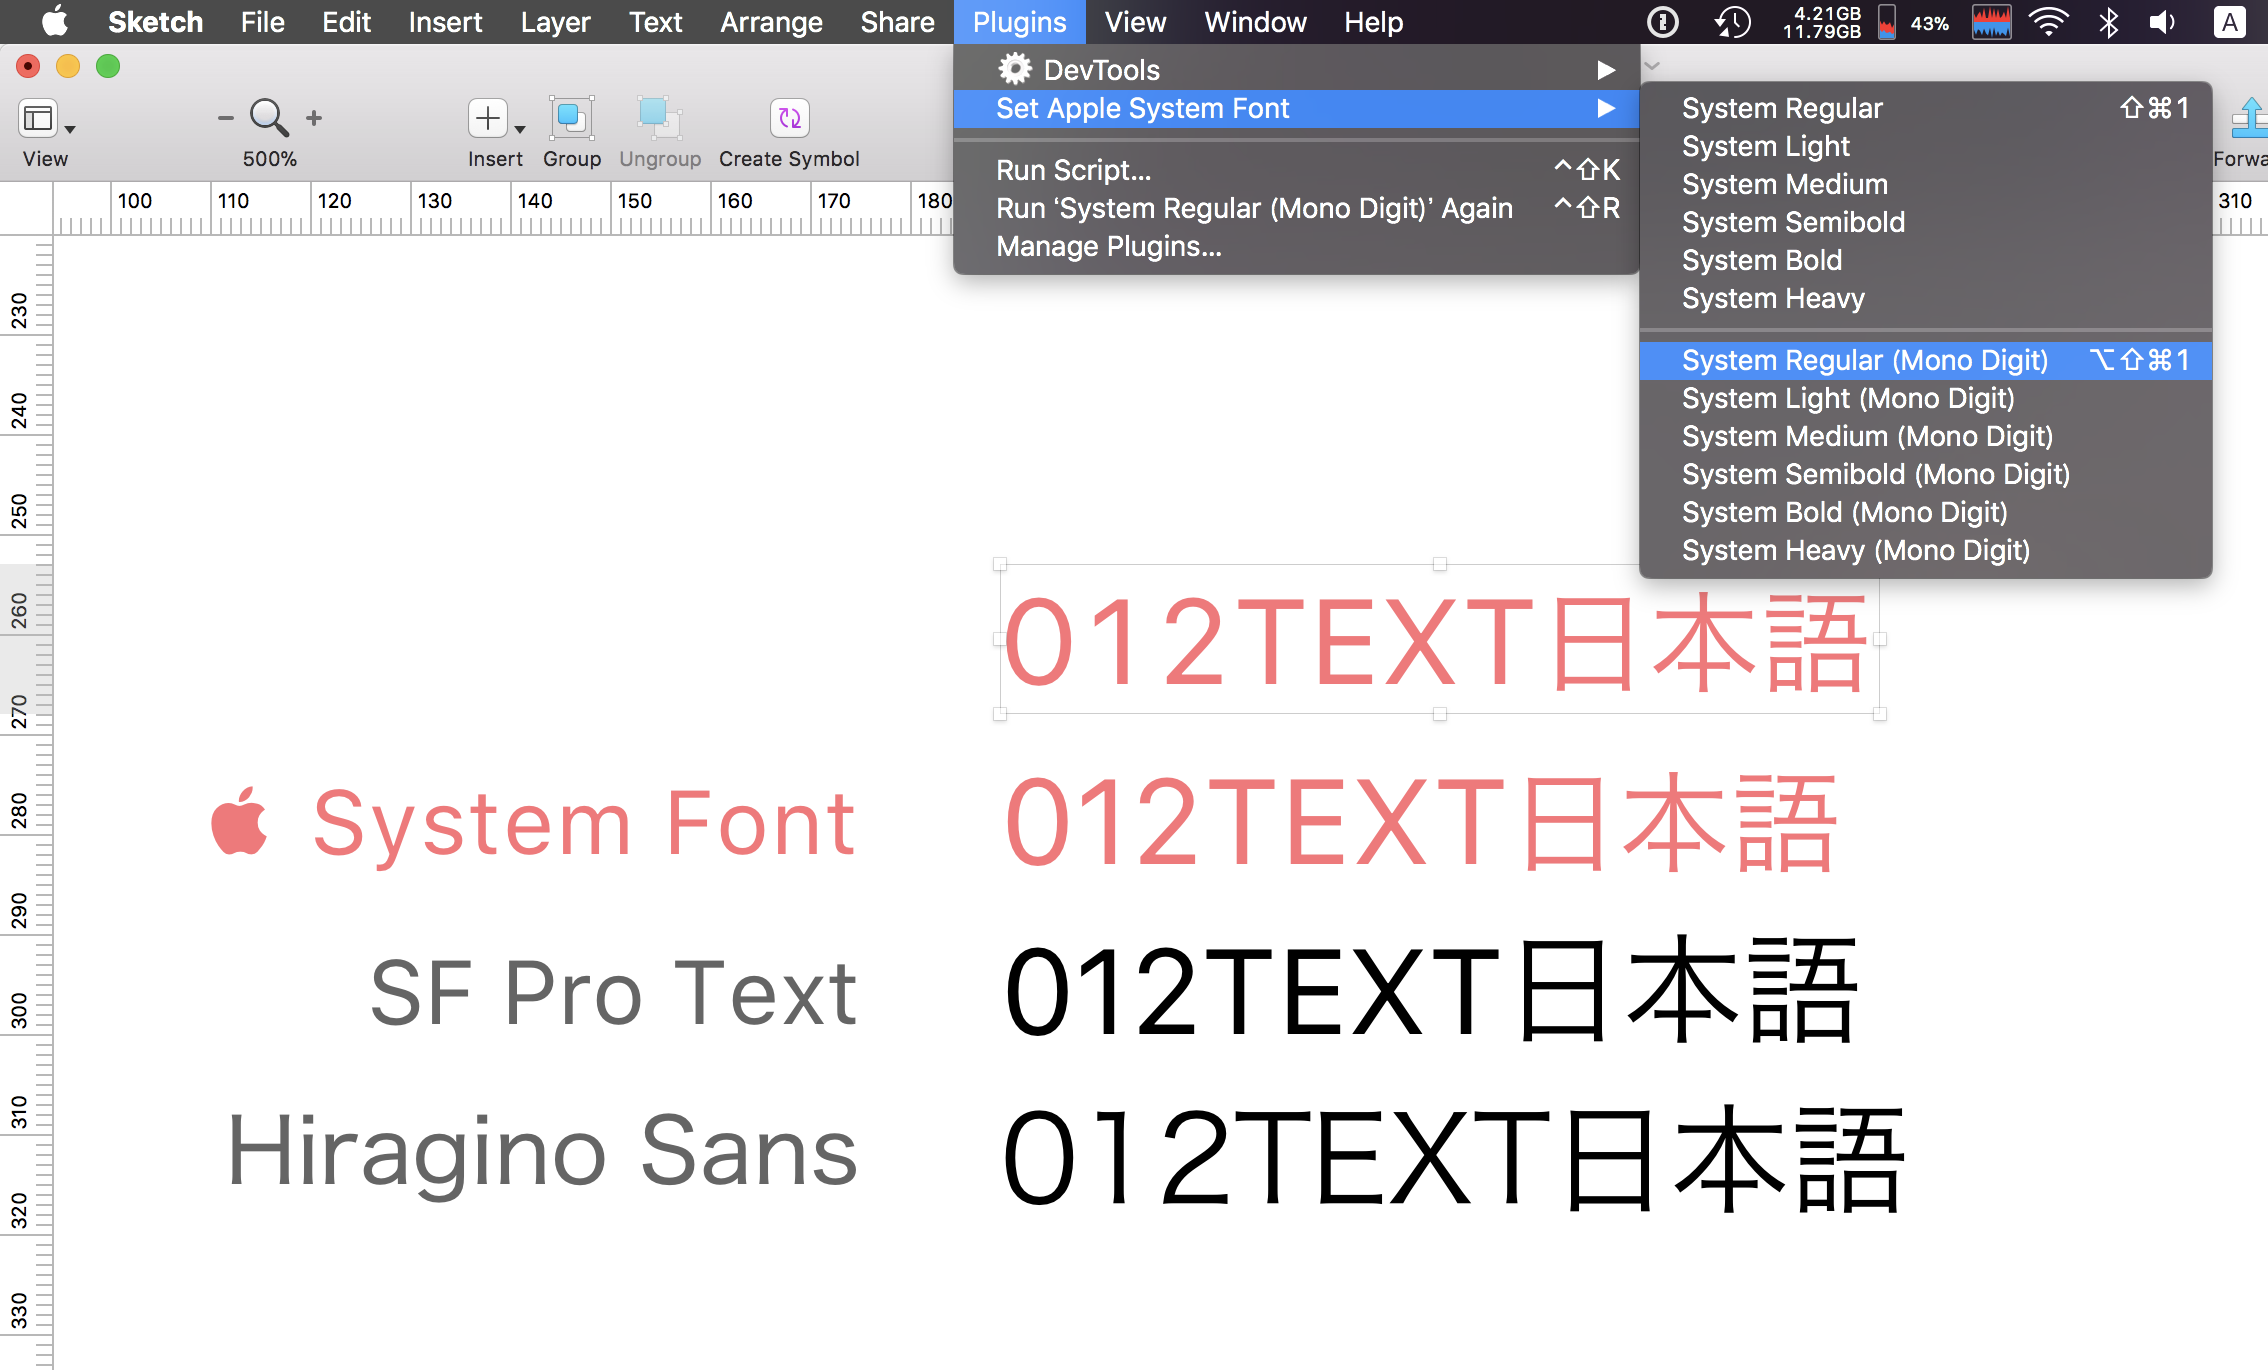 Sketch File Edit Insert Layer Text Arrange Share Plugins View Window Help 4.21GB 11.79GB 43% A
DevTools ▶
Set Apple System Font ▶
Run Script... ^⇧K
Run ‘System Regular (Mono Digit)’ Again ^⇧R
Manage Plugins...
System Regular ⇧⌘1
System Light
System Medium
System Semibold
System Bold
System Heavy
System Regular (Mono Digit) ⌥⇧⌘1
System Light (Mono Digit)
System Medium (Mono Digit)
System Semibold (Mono Digit)
System Bold (Mono Digit)
System Heavy (Mono Digit)
View 500% Insert Group Ungroup Create Symbol
100 110 120 130 140 150 160 170 180 310
230
240
250
260
270
280
290
300
310
320
330
012TEXT日本語
System Font 012TEXT日本語
SF Pro Text 012TEXT日本語
Hiragino Sans 012TEXT日本語